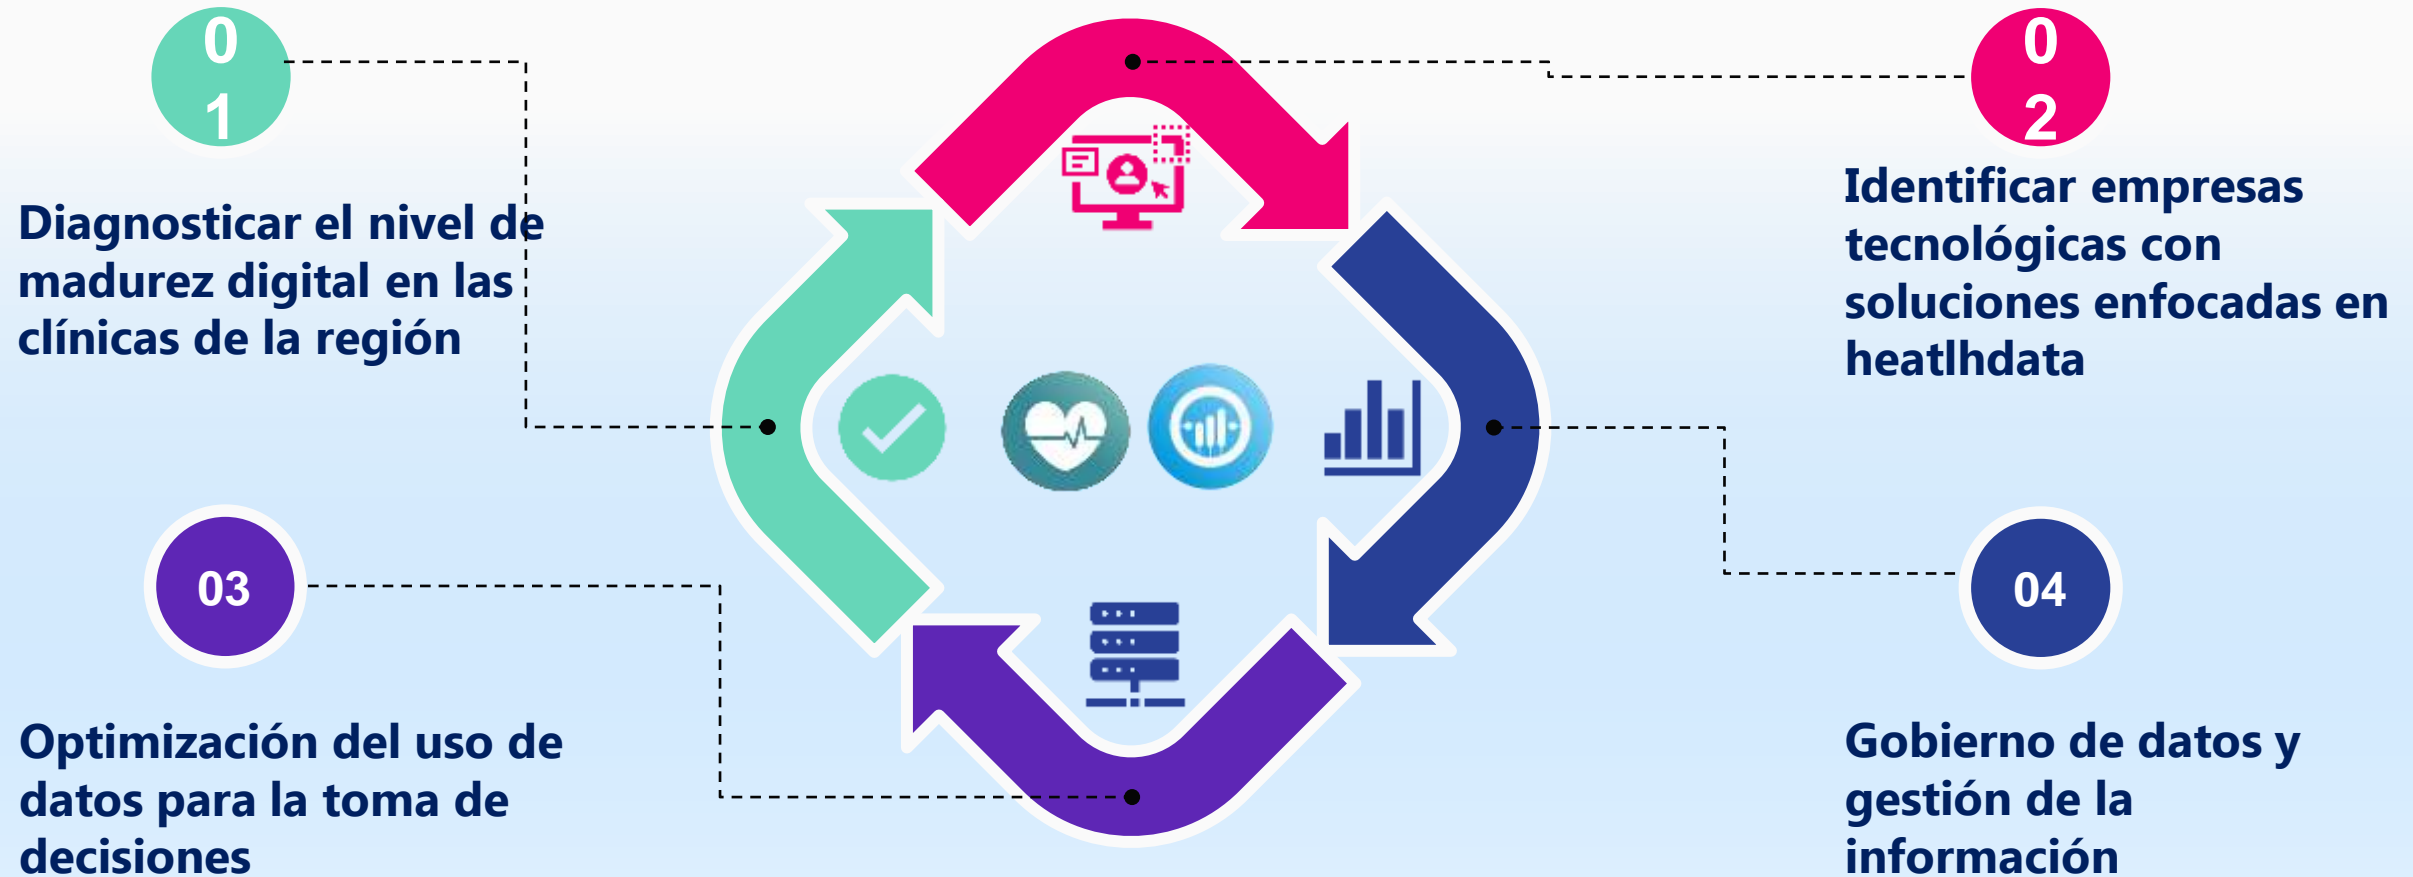 0
1
Diagnosticar el nivel de
madurez digital en las
clínicas de la región
0
2
Identificar empresas
tecnológicas con
soluciones enfocadas en
heatlhdata
03
Optimización del uso de
datos para la toma de
decisiones
04
Gobierno de datos y
gestión de la
información